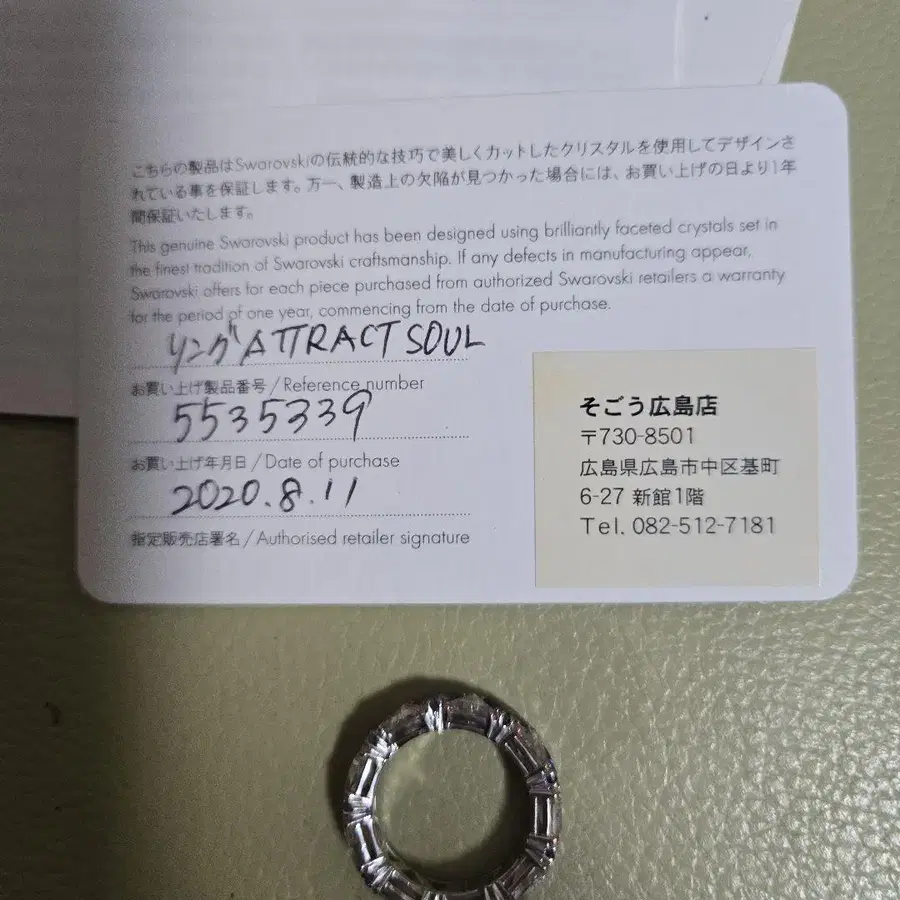 こちらの製品はSwarovskiの伝統的な技巧で美しくカットしたクリスタルを使用してデザインさ
れている事を保証します。万一、製造上の欠陥が見つかった場合には、お買い上げの日より1年
間保証いたします。
This genuine Swarovski product has been designed using brilliantly faceted crystals set in
the finest tradition of Swarovski craftsmanship. If any defects in manufacturing appear,
Swarovski offers for each piece purchased from authorized Swarovski retailers a warranty
for the period of one year, commencing from the date of purchase.
リング ATTRACT SOUL
お買い上げ製品番号 / Reference number
5535339
お買い上げ年月日 / Date of purchase
2020.8.11
指定販売店署名 / Authorised retailer signature
そごう広島店
〒730-8501
広島県広島市中区基町
6-27 新館1階
Tel. 082-512-7181